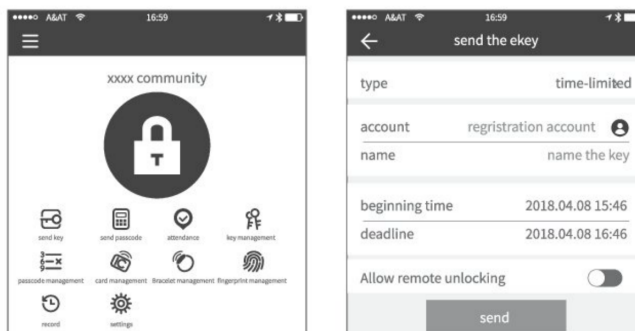 A&AT 16:59
xxxx community
T
send key send passcode attendance key management
passcode management card management Bracelet management fingerprint management
record settings
A&AT 16:59
send the ekey
type time-limited
account regristration account
name name the key
beginning time 2018.04.08 15:46
deadline 2018.04.08 16:46
Allow remote unlocking
send